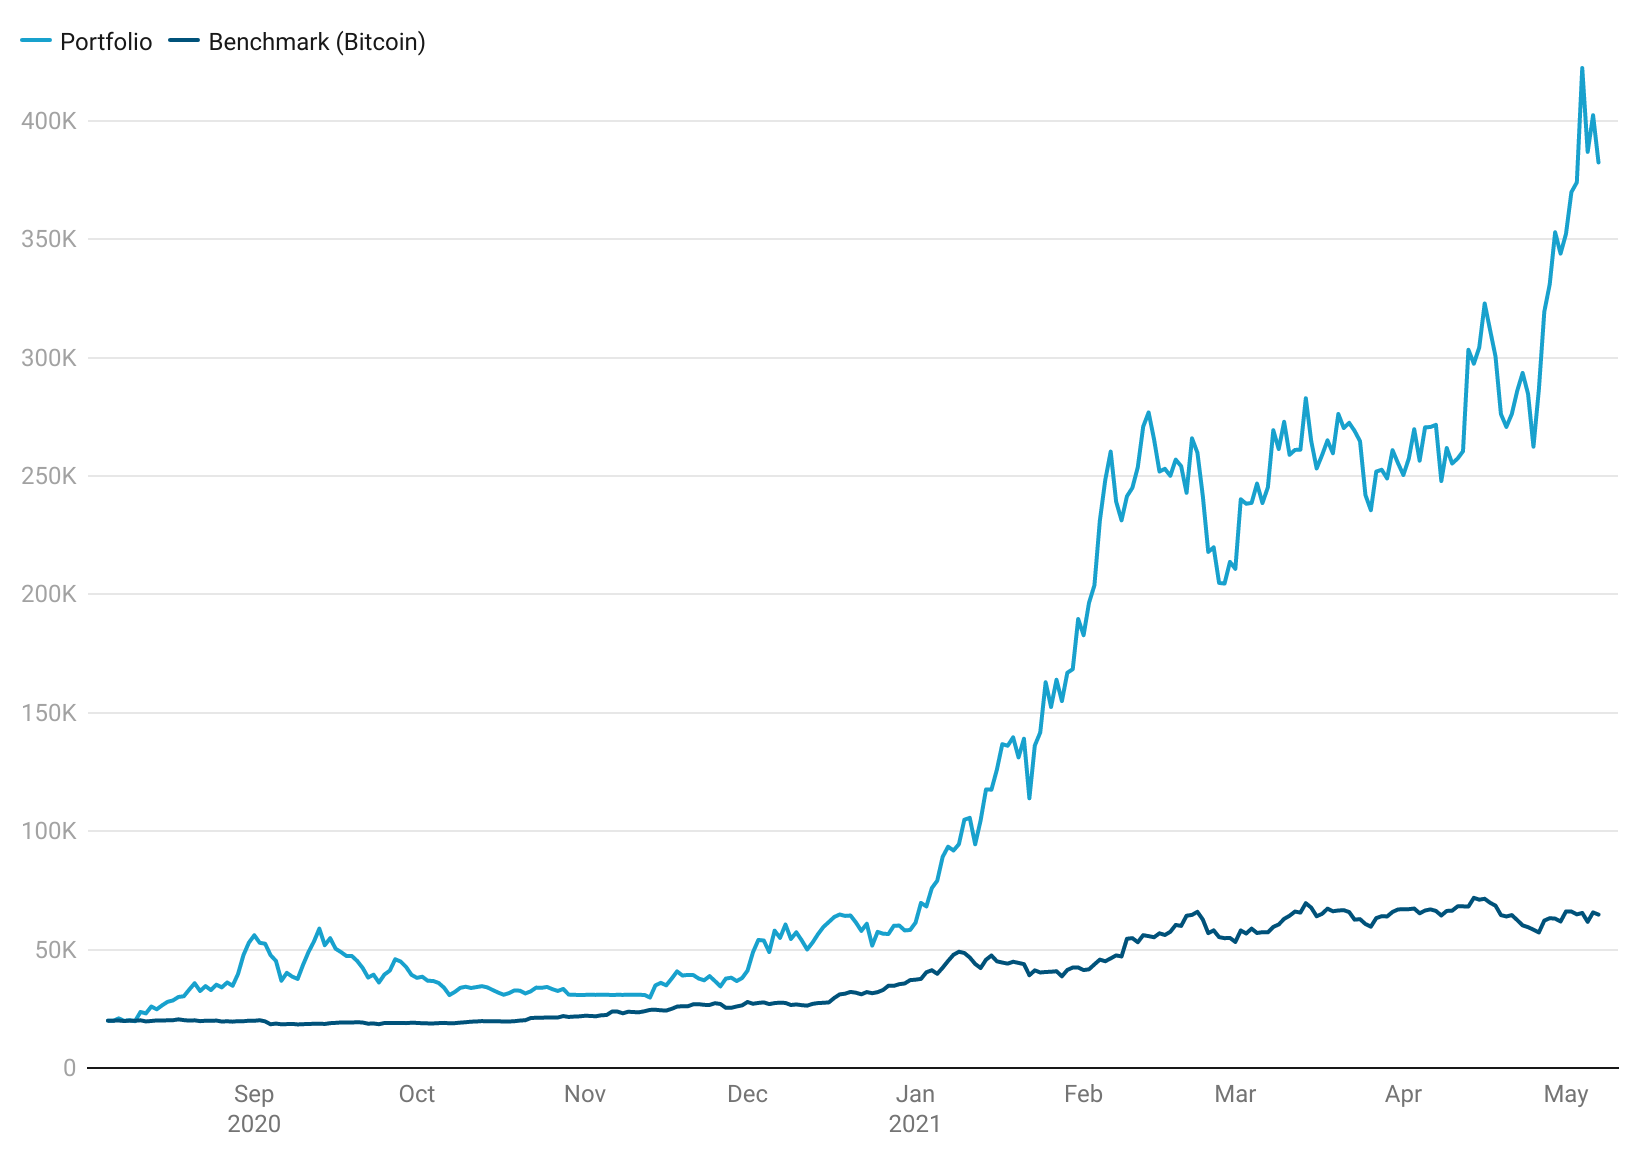 Portfolio Benchmark (Bitcoin)
400K
350K
300K
250K
200K
150K
100K
50K
0
Sep Oct Nov Dec Jan Feb Mar Apr May
2020 2021